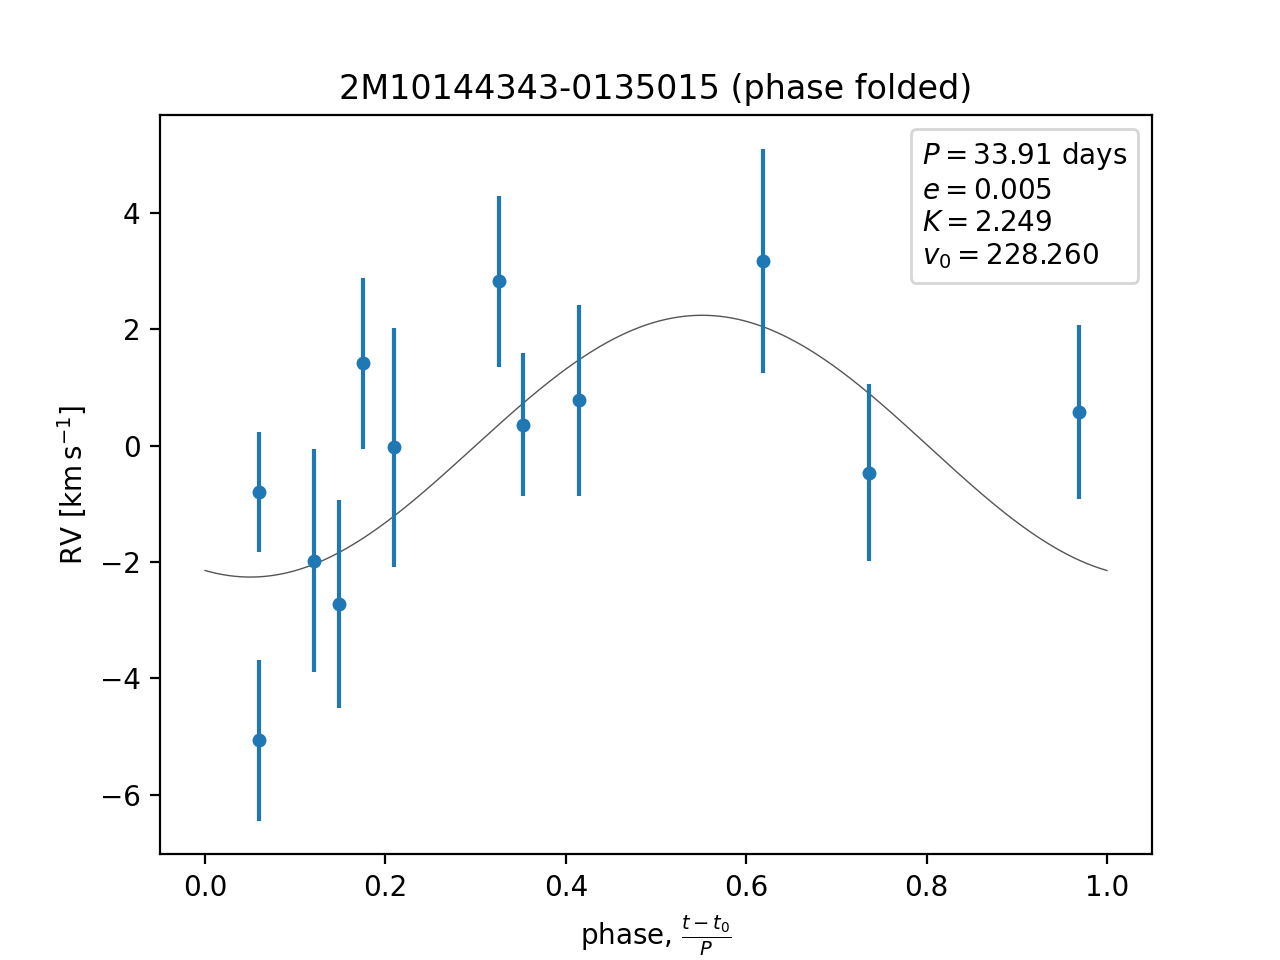 2M10144343-0135015 (phase folded)
P = 33.91 days
e = 0.005
K = 2.249
v₀ = 228.260
RV [km s⁻¹]
4
2
0
−2
−4
−6
0.0 0.2 0.4 0.6 0.8 1.0
phase, (t − t₀)/P